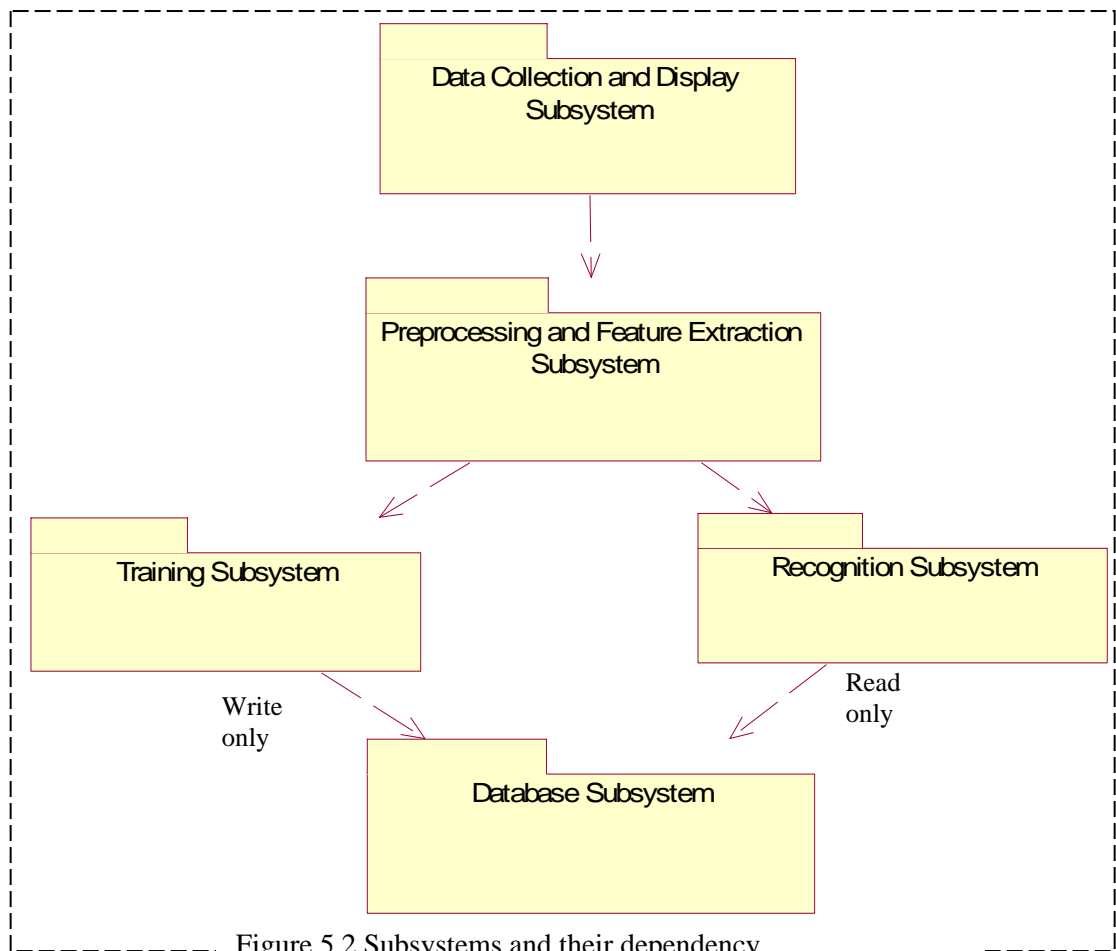 Data Collection and Display
Subsystem
Preprocessing and Feature Extraction
Subsystem
Training Subsystem
Recognition Subsystem
Write
only
Read
only
Database Subsystem
Figure 5.2 Subsystems and their dependency